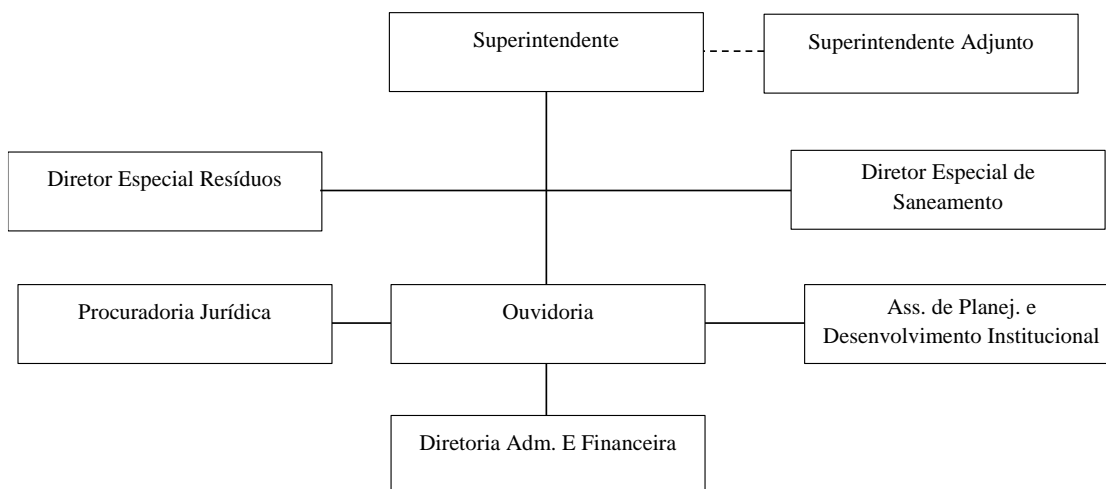 Superintendente
Superintendente Adjunto
Diretor Especial Resíduos
Diretor Especial de
Saneamento
Procuradoria Jurídica
Ouvidoria
Ass. de Planej. e
Desenvolvimento Institucional
Diretoria Adm. E Financeira